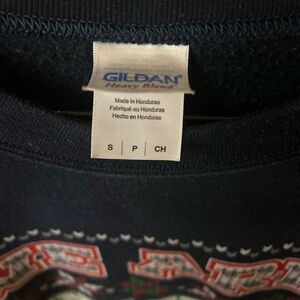 GILDAN
Heavy Blend
Made in Honduras
Fabriqué au Honduras
Hecho en Honduras
S | P | CH